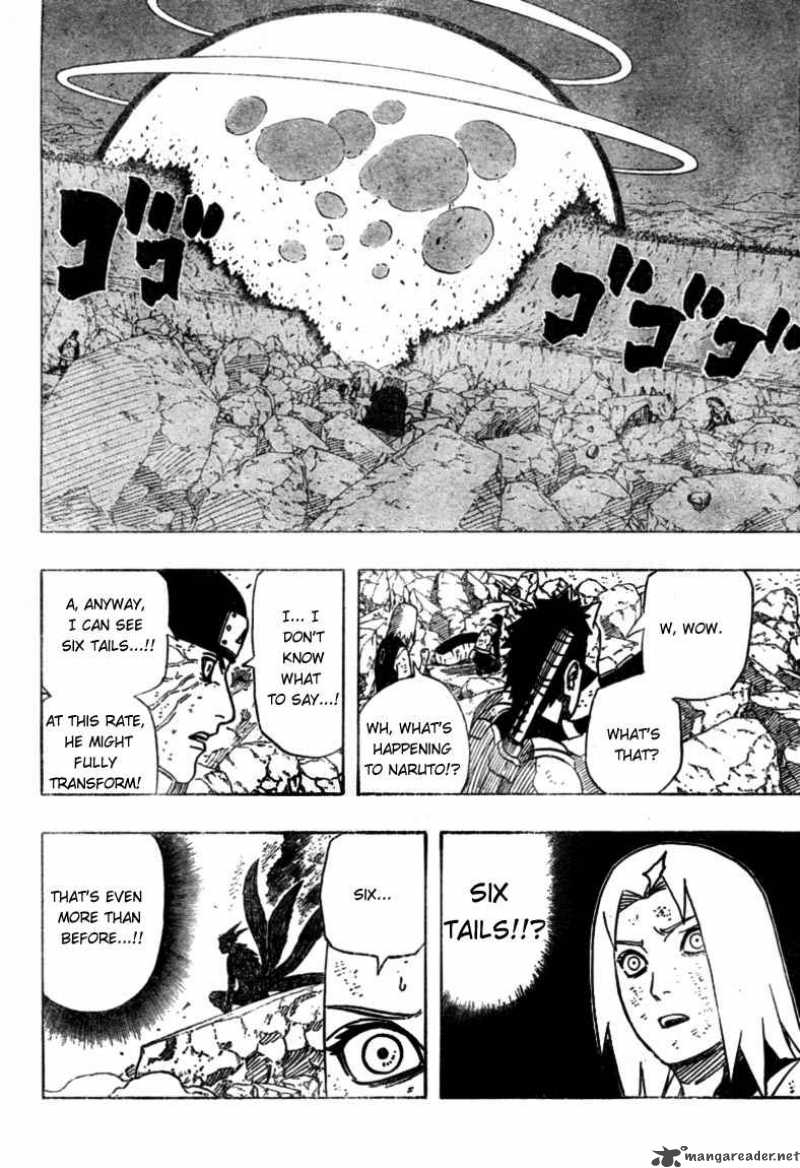 ゴゴゴ
ゴゴ
W, WOW.
WHAT'S
THAT?
WH, WHAT'S
HAPPENING
TO NARUTO!?
I... I
DON'T
KNOW
WHAT
TO SAY...!
A, ANYWAY,
I CAN SEE
SIX TAILS...!!
AT THIS RATE,
HE MIGHT
FULLY
TRANSFORM!
SIX
TAILS!!?
SIX...
THAT'S EVEN
MORE THAN
BEFORE...!!
mangareader.net